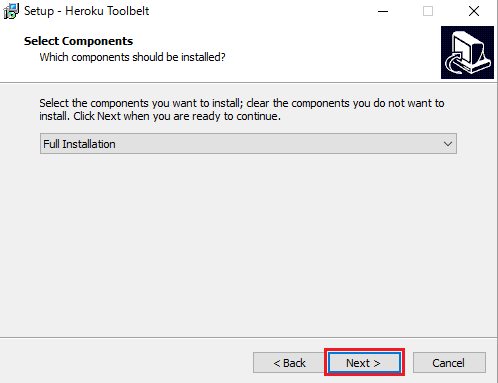 Setup - Heroku Toolbelt
Select Components
Which components should be installed?
Select the components you want to install; clear the components you do not want to
install. Click Next when you are ready to continue.
Full Installation
< Back
Next >
Cancel